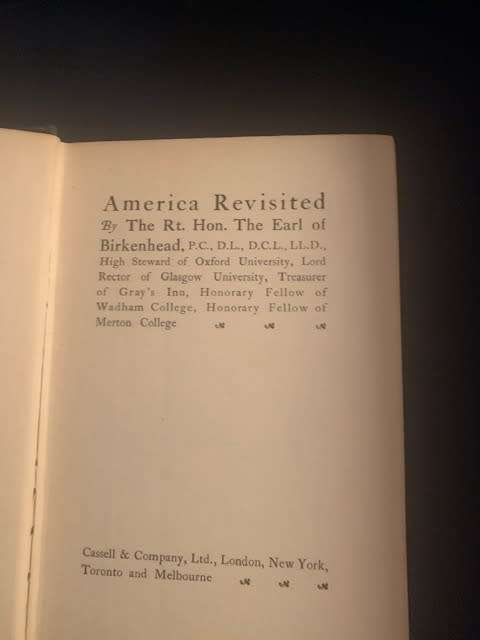 America Revisited
By The Rt. Hon. The Earl of
Birkenhead, P.C., D.L., D.C.L., LL.D.,
High Steward of Oxford University, Lord
Rector of Glasgow University, Treasurer
of Gray's Inn, Honorary Fellow of
Wadham College, Honorary Fellow of
Merton College
Cassell & Company, Ltd., London, New York,
Toronto and Melbourne